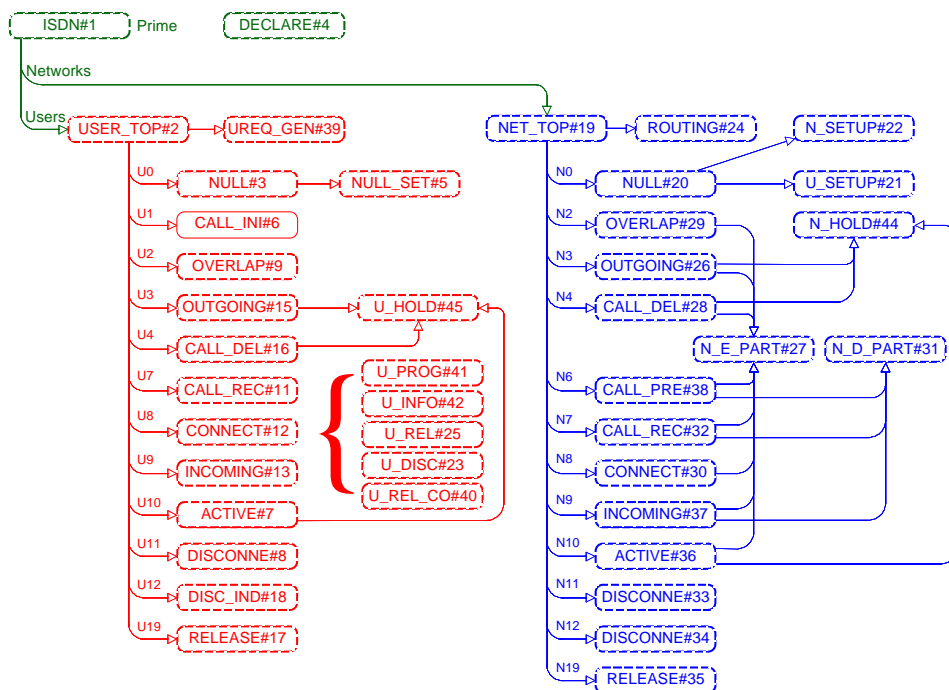 ISDN#1 Prime DECLARE#4
Networks
Users
USER_TOP#2 UREQ_GEN#39
U0 NULL#3 NULL_SET#5
U1 CALL_INI#6
U2 OVERLAP#9
U3 OUTGOING#15 U_HOLD#45
U4 CALL_DEL#16
U7 CALL_REC#11
U8 CONNECT#12
U9 INCOMING#13
U10 ACTIVE#7
U11 DISCONNE#8
U12 DISC_IND#18
U19 RELEASE#17
U_PROG#41
U_INFO#42
U_REL#25
U_DISC#23
U_REL_CO#40
NET_TOP#19 ROUTING#24 N_SETUP#22
N0 NULL#20 U_SETUP#21
N2 OVERLAP#29 N_HOLD#44
N3 OUTGOING#26
N4 CALL_DEL#28
N_E_PART#27 N_D_PART#31
N6 CALL_PRE#38
N7 CALL_REC#32
N8 CONNECT#30
N9 INCOMING#37
N10 ACTIVE#36
N11 DISCONNE#33
N12 DISCONNE#34
N19 RELEASE#35